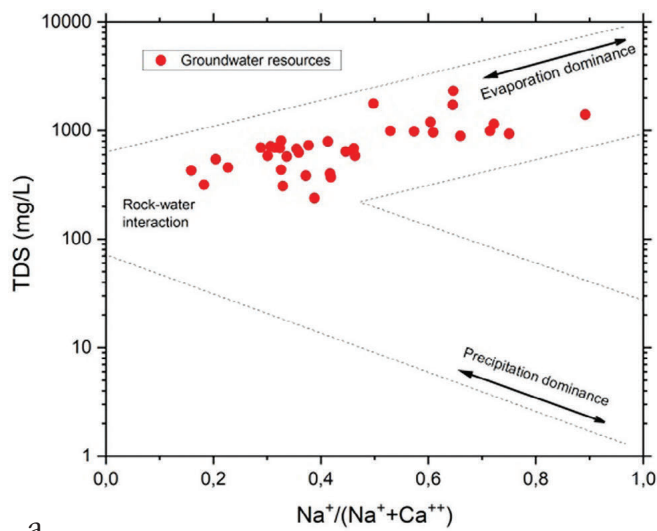 10000
1000
100
10
1
TDS (mg/L)
Groundwater resources
Evaporation dominance
Rock-water
interaction
Precipitation dominance
0,0 0,2 0,4 0,6 0,8 1,0
Na⁺/(Na⁺+Ca⁺⁺)
a